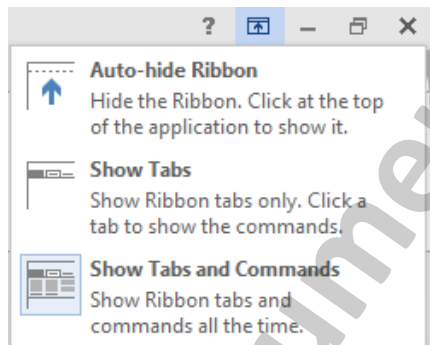 ?
Auto-hide Ribbon
Hide the Ribbon. Click at the top
of the application to show it.
Show Tabs
Show Ribbon tabs only. Click a
tab to show the commands.
Show Tabs and Commands
Show Ribbon tabs and
commands all the time.